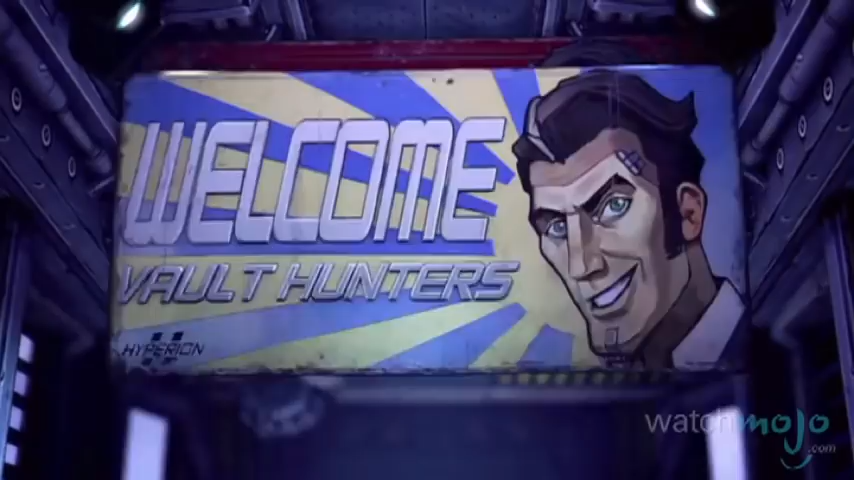 WELCOME
VAULT HUNTERS
HYPERION
watchmojo
.com